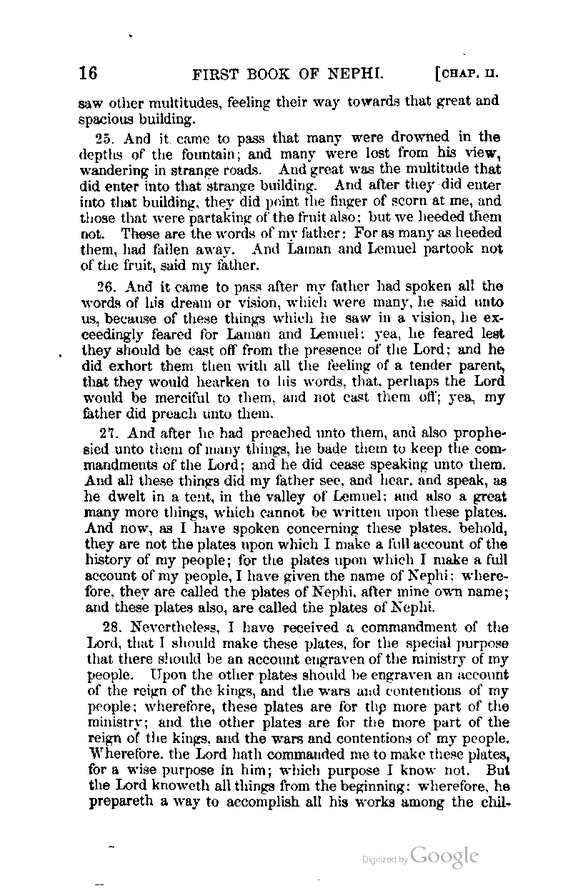 16 FIRST BOOK OF NEPHI. [CHAP. II.
saw other multitudes, feeling their way towards that great and
spacious building.
25. And it came to pass that many were drowned in the
depths of the fountain; and many were lost from his view,
wandering in strange roads. And great was the multitude that
did enter into that strange building. And after they did enter
into that building, they did point the finger of scorn at me, and
those that were partaking of the fruit also; but we heeded them
not. These are the words of my father: For as many as heeded
them, had fallen away. And Laman and Lemuel partook not
of the fruit, said my father.
26. And it came to pass after my father had spoken all the
words of his dream or vision, which were many, he said unto
us, because of these things which he saw in a vision, he ex-
ceedingly feared for Laman and Lemuel: yea, he feared lest
they should be cast off from the presence of the Lord; and he
did exhort them then with all the feeling of a tender parent,
that they would hearken to his words, that, perhaps the Lord
would be merciful to them, and not cast them off; yea, my
father did preach unto them.
27. And after he had preached unto them, and also prophe-
sied unto them of many things, he bade them to keep the com-
mandments of the Lord; and he did cease speaking unto them.
And all these things did my father see, and hear, and speak, as
he dwelt in a tent, in the valley of Lemuel: and also a great
many more things, which cannot be written upon these plates.
And now, as I have spoken concerning these plates, behold,
they are not the plates upon which I make a full account of the
history of my people; for the plates upon which I make a full
account of my people, I have given the name of Nephi: where-
fore, they are called the plates of Nephi, after mine own name;
and these plates also, are called the plates of Nephi.
28. Nevertheless, I have received a commandment of the
Lord, that I should make these plates, for the special purpose
that there should be an account engraven of the ministry of my
people. Upon the other plates should be engraven an account
of the reign of the kings, and the wars and contentions of my
people; wherefore, these plates are for the more part of the
ministry; and the other plates are for the more part of the
reign of the kings, and the wars and contentions of my people.
Wherefore, the Lord hath commanded me to make these plates,
for a wise purpose in him; which purpose I know not. But
the Lord knoweth all things from the beginning: wherefore, he
prepareth a way to accomplish all his works among the chil-
Digitized by Google